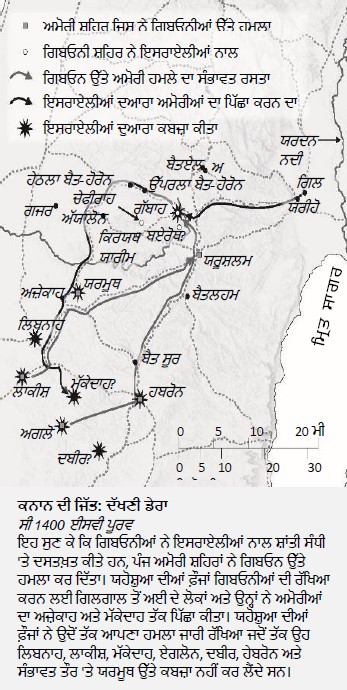 ਅਮੋਰੀ ਸ਼ਹਿਰ ਜਿਸ ਨੇ ਗਿਬਓਨੀਆਂ ਉੱਤੇ ਹਮਲਾ
ਗਿਬਓਨੀ ਸ਼ਹਿਰ ਨੇ ਇਸਰਾਏਲੀਆਂ ਨਾਲ
ਗਿਬਓਨ ਉੱਤੇ ਅਮੋਰੀ ਹਮਲੇ ਦਾ ਸੰਭਾਵਤ ਰਸਤਾ
ਇਸਰਾਏਲੀਆਂ ਦੁਆਰਾ ਅਮੋਰੀਆਂ ਦਾ ਪਿੱਛਾ ਕਰਨ ਦਾ
ਇਸਰਾਏਲੀਆਂ ਦੁਆਰਾ ਕਬਜ਼ਾ ਕੀਤਾ
ਯਰਦਨ
ਨਦੀ
ਬੈਤਏਲ ਅ
ਹੇਠਲਾ ਬੈਤ-ਹੋਰੋਨ
ਉੱਪਰਲਾ ਬੈਤ-ਹੋਰੋਨ
ਗਿਲ
ਚੇਫੀਰਾਹ
ਗੱਬਾਹ
ਯਰੀਹੋ
ਗਜਰ
ਅੱਯਾਲੋਨ
ਕਿਰਯਥ
ਯਾਰੀਮ
ਬਏਰੋਥ
ਯਰੂਸ਼ਲਮ
ਅਜ਼ੇਕਾਹ
ਯਰਮੂਥ
ਬੈਤਲਹਮ
ਮ੍ਰਿਤ ਸਾਗਰ
ਲਿਬਨਾਹ
ਬੈਤ ਸੂਰ
ਲਾਕੀਸ਼
ਮੱਕੇਦਾਹ?
ਹਬਰੋਨ
ਅਗਲੋ
ਦਬੀਰ?
0 5 10 20 ਮੀ
0 5 10 20 30
ਕਨਾਨ ਦੀ ਜਿੱਤ: ਦੱਖਣੀ ਡੇਰਾ
ਸੀ 1400 ਈਸਵੀ ਪੂਰਵ
ਇਹ ਸੁਣ ਕੇ ਕਿ ਗਿਬਓਨੀਆਂ ਨੇ ਇਸਰਾਏਲੀਆਂ ਨਾਲ ਸ਼ਾਂਤੀ ਸੰਧੀ
'ਤੇ ਦਸਤਖ਼ਤ ਕੀਤੇ ਹਨ, ਪੰਜ ਅਮੋਰੀ ਸ਼ਹਿਰਾਂ ਨੇ ਗਿਬਓਨ ਉੱਤੇ
ਹਮਲਾ ਕਰ ਦਿੱਤਾ। ਯਹੋਸ਼ੁਆ ਦੀਆਂ ਫੌਜਾਂ ਗਿਬਓਨੀਆਂ ਦੀ ਰੱਖਿਆ
ਕਰਨ ਲਈ ਗਿਲਗਾਲ ਤੋਂ ਅਈ ਦੇ ਲੋਕਾਂ ਅਤੇ ਉਨ੍ਹਾਂ ਨੇ ਅਮੋਰੀਆਂ
ਦਾ ਅਜ਼ੇਕਾਹ ਅਤੇ ਮੱਕੇਦਾਹ ਤੱਕ ਪਿੱਛਾ ਕੀਤਾ। ਯਹੋਸ਼ੁਆ ਦੀਆਂ
ਫ਼ੌਜਾਂ ਨੇ ਉਦੋਂ ਤੱਕ ਆਪਣਾ ਹਮਲਾ ਜਾਰੀ ਰੱਖਿਆ ਜਦੋਂ ਤੱਕ ਉਹ
ਲਿਬਨਾਹ, ਲਾਕੀਸ਼, ਮੱਕੇਦਾਹ, ਏਗਲੋਨ, ਦਬੀਰ, ਹੇਬਰੋਨ ਅਤੇ
ਸੰਭਾਵਤ ਤੌਰ 'ਤੇ ਯਰਮੂਥ ਉੱਤੇ ਕਬਜ਼ਾ ਨਹੀਂ ਕਰ ਲੈਂਦੇ ਸਨ।